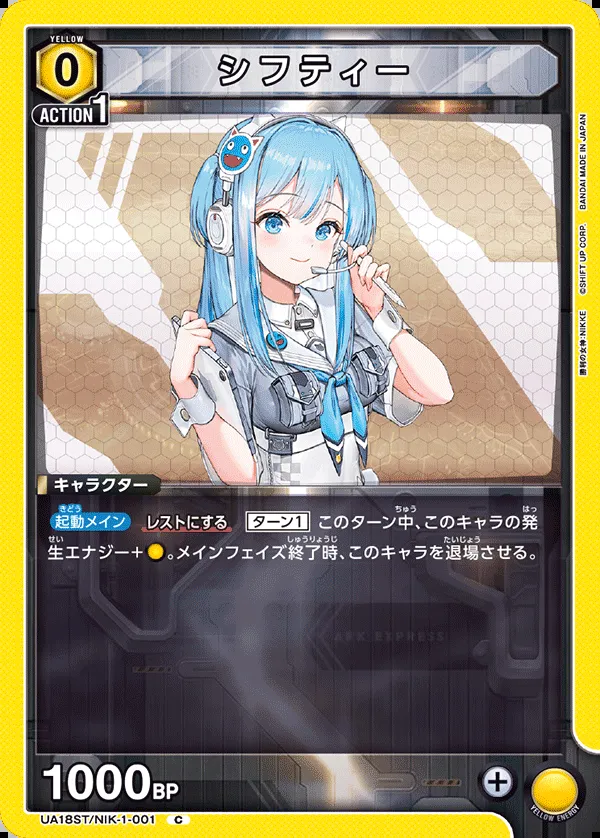 YELLOW
0
ACTION 1
シフティー
BANDAI MADE IN JAPAN
©SHIFT UP CORP.
勝利の女神:NIKKE
キャラクター
起動メイン レストにする ターン1 このターン中、このキャラの発
生エナジー+。メインフェイズ終了時、このキャラを退場させる。
ARK EXPRESS
1000BP
+
YELLOW ENERGY
UA18ST/NIK-1-001 C